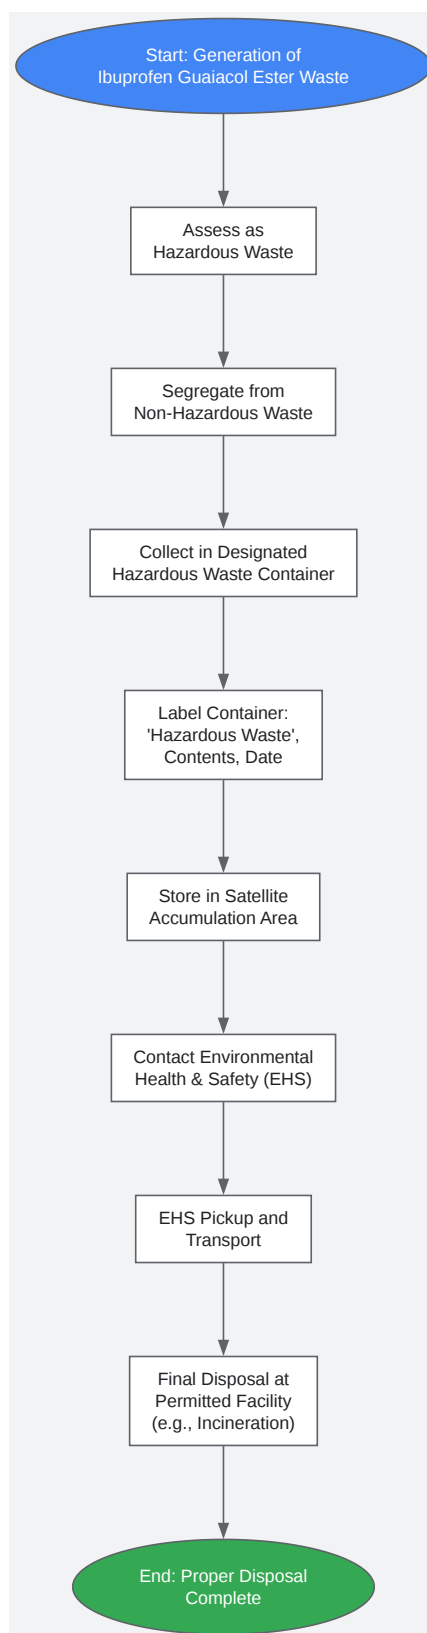 Start: Generation of
Ibuprofen Guaiacol Ester Waste
Assess as
Hazardous Waste
Segregate from
Non-Hazardous Waste
Collect in Designated
Hazardous Waste Container
Label Container:
'Hazardous Waste',
Contents, Date
Store in Satellite
Accumulation Area
Contact Environmental
Health & Safety (EHS)
EHS Pickup and
Transport
Final Disposal at
Permitted Facility
(e.g., Incineration)
End: Proper Disposal
Complete